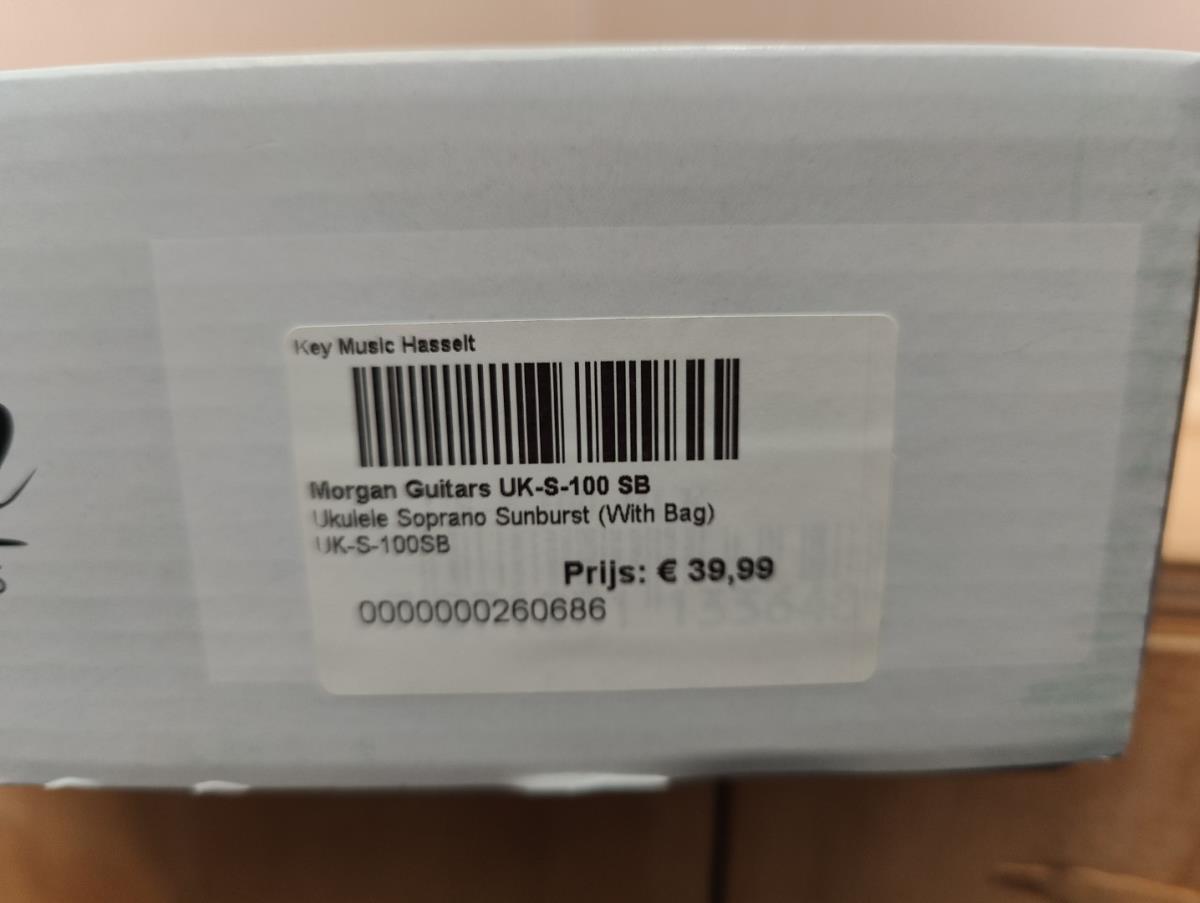 Key Music Hasselt
Morgan Guitars UK-S-100 SB
Ukulele Soprano Sunburst (With Bag)
UK-S-100SB
Prijs: € 39,99
0000000260686